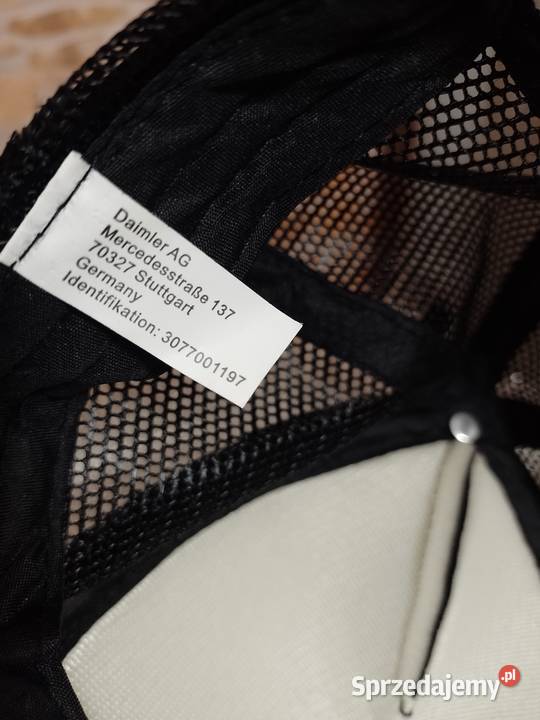 Daimler AG
Mercedesstraße 137
70327 Stuttgart
Germany
Identifikation: 3077001197
Sprzedajemy.pl